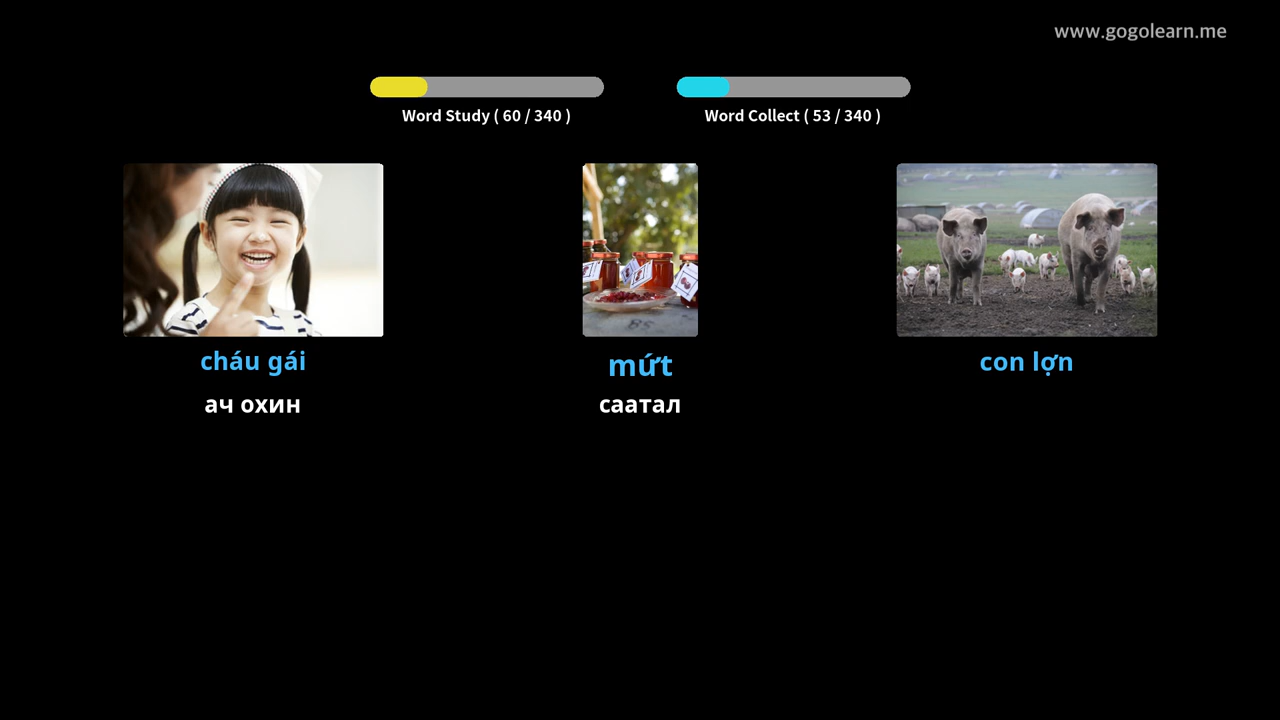 www.gogolearn.me
Word Study ( 60 / 340 )
Word Collect ( 53 / 340 )
cháu gái
mứt
con lợn
ач охин
саатал